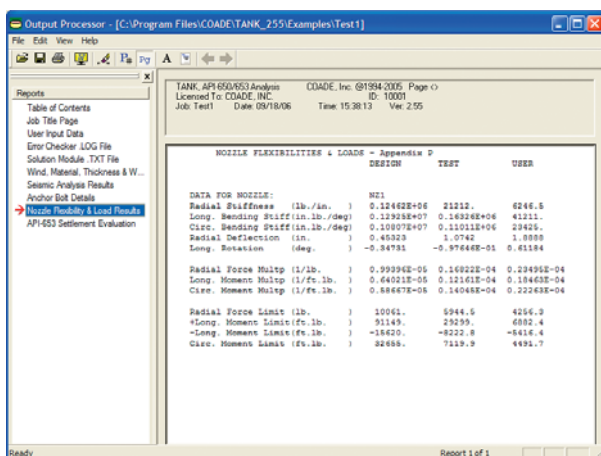 Output Processor - [C:\Program Files\COADE\TANK_255\Examples\Test1]
File Edit View Help
Reports
Table of Contents
Job Title Page
User Input Data
Error Checker .LOG File
Solution Module .TXT File
Wind, Material, Thickness & W...
Seismic Analysis Results
Anchor Bolt Details
Nozzle Flexibility & Load Results
API-653 Settlement Evaluation
TANK, API-650/653 Analysis COADE, Inc. @1994-2005 Page <>
Licensed To: COADE, INC. ID: 10001
Job: Test1 Date: 09/18/06 Time: 15:38:13 Ver: 2.55
NOZZLE FLEXIBILITIES & LOADS - Appendix P
DESIGN TEST USER
DATA FOR NOZZLE: NZ1
Radial Stiffness (lb./in. ) 0.12462E+06 21212. 6246.5
Long. Bending Stiff(in.lb./deg) 0.12925E+07 0.16326E+06 41211.
Circ. Bending Stiff(in.lb./deg) 0.10807E+07 0.11011E+06 23425.
Radial Deflection (in. ) 0.45323 1.0742 1.8888
Long. Rotation (deg. ) -0.34731 -0.97646E-01 0.61184
Radial Force Multp (1/lb. ) 0.99396E-05 0.16822E-04 0.23495E-04
Long. Moment Multp (1/ft.lb. ) 0.64021E-05 0.12161E-04 0.18463E-04
Circ. Moment Multp (1/ft.lb. ) 0.58667E-05 0.14045E-04 0.22263E-04
Radial Force Limit (lb. ) 10061. 5944.5 4256.3
+Long. Moment Limit(ft.lb. ) 91149. 29299. 6882.4
-Long. Moment Limit(ft.lb. ) -15620. -8222.8 -5416.4
Circ. Moment Limit(ft.lb. ) 32655. 7119.9 4491.7
Ready Report 1 of 1